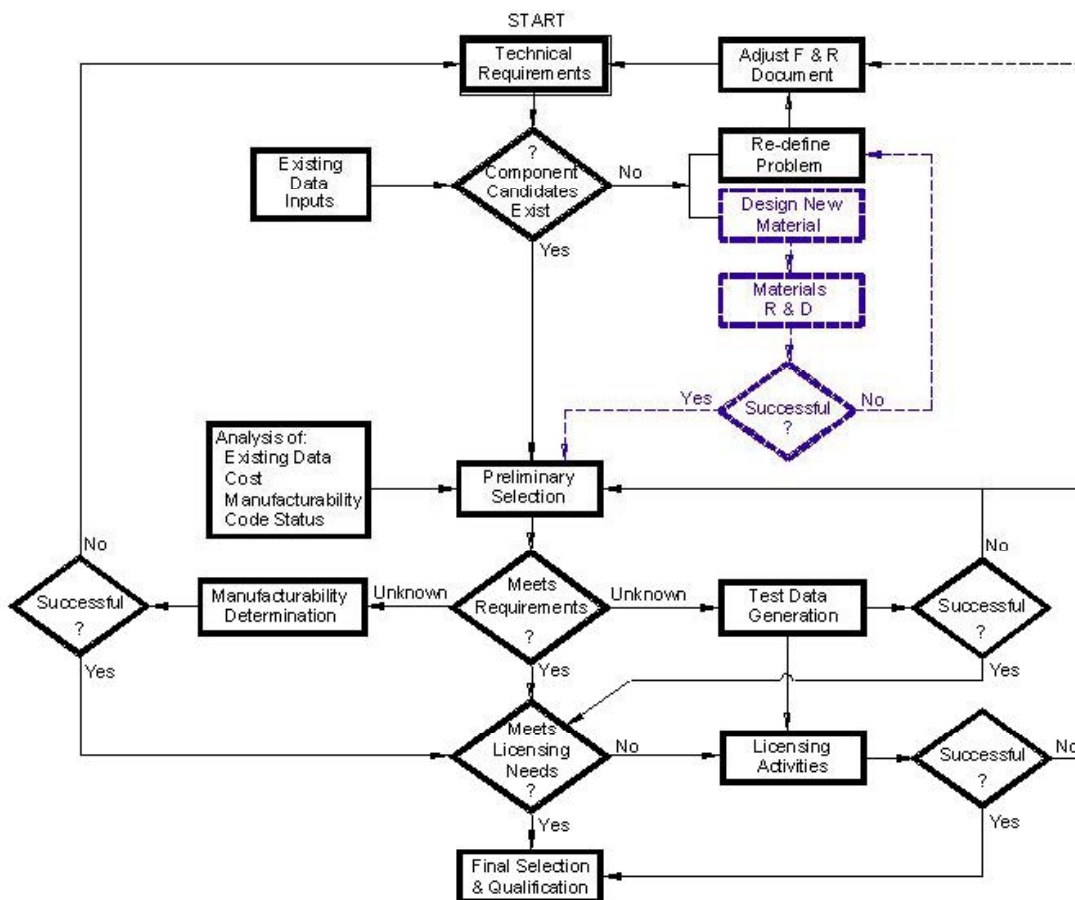 START
Technical
Requirements
Adjust F & R
Document
?
Component
Candidates
Exist
No
Yes
Existing
Data
Inputs
Re-define
Problem
Design New
Material
Materials
R & D
Successful
?
Yes
No
Analysis of:
Existing Data
Cost
Manufacturability
Code Status
Preliminary
Selection
No
Successful
?
Yes
Manufacturability
Determination
Unknown
Meets
Requirements
?
Unknown
Yes
Test Data
Generation
No
Successful
?
Yes
Meets
Licensing
Needs
?
No
Yes
Licensing
Activities
Successful
?
No
Yes
Final Selection
& Qualification